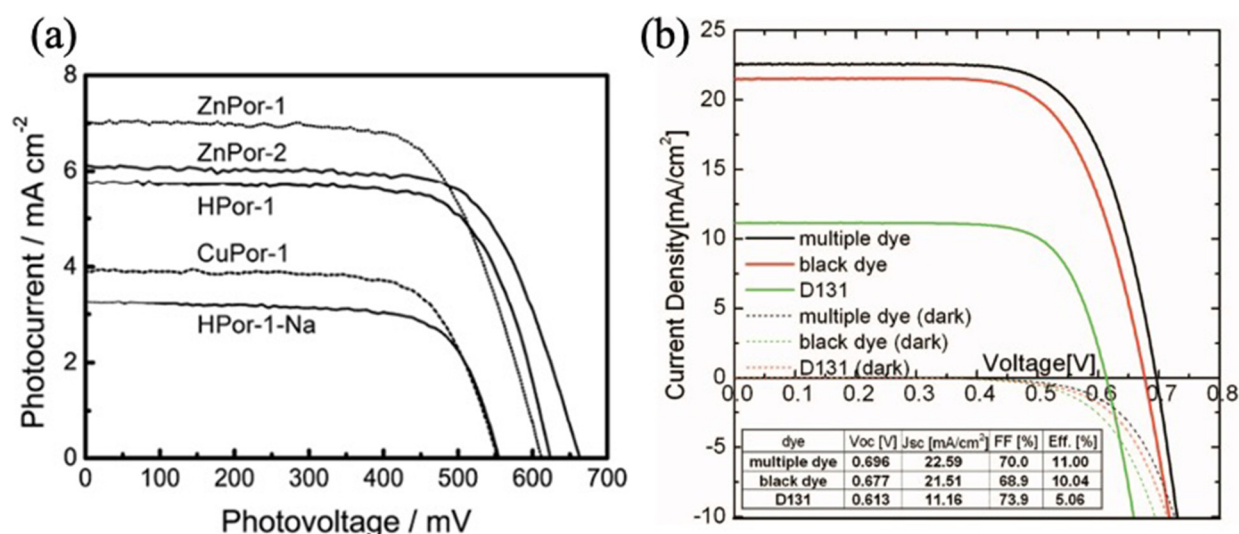 (a)
Photocurrent / mA cm-2
8
6
4
2
0
ZnPor-1
ZnPor-2
HPor-1
CuPor-1
HPor-1-Na
0 100 200 300 400 500 600 700
Photovoltage / mV
(b)
Current Density[mA/cm2]
25
20
15
10
5
0
-5
-10
multiple dye
black dye
D131
multiple dye (dark)
black dye (dark)
D131 (dark)
Voltage[V]
0.0 0.1 0.2 0.3 0.4 0.5 0.6 0.7 0.8
dye Voc [V] Jsc [mA/cm2] FF [%] Eff. [%]
multiple dye 0.696 22.59 70.0 11.00
black dye 0.677 21.51 68.9 10.04
D131 0.613 11.16 73.9 5.06